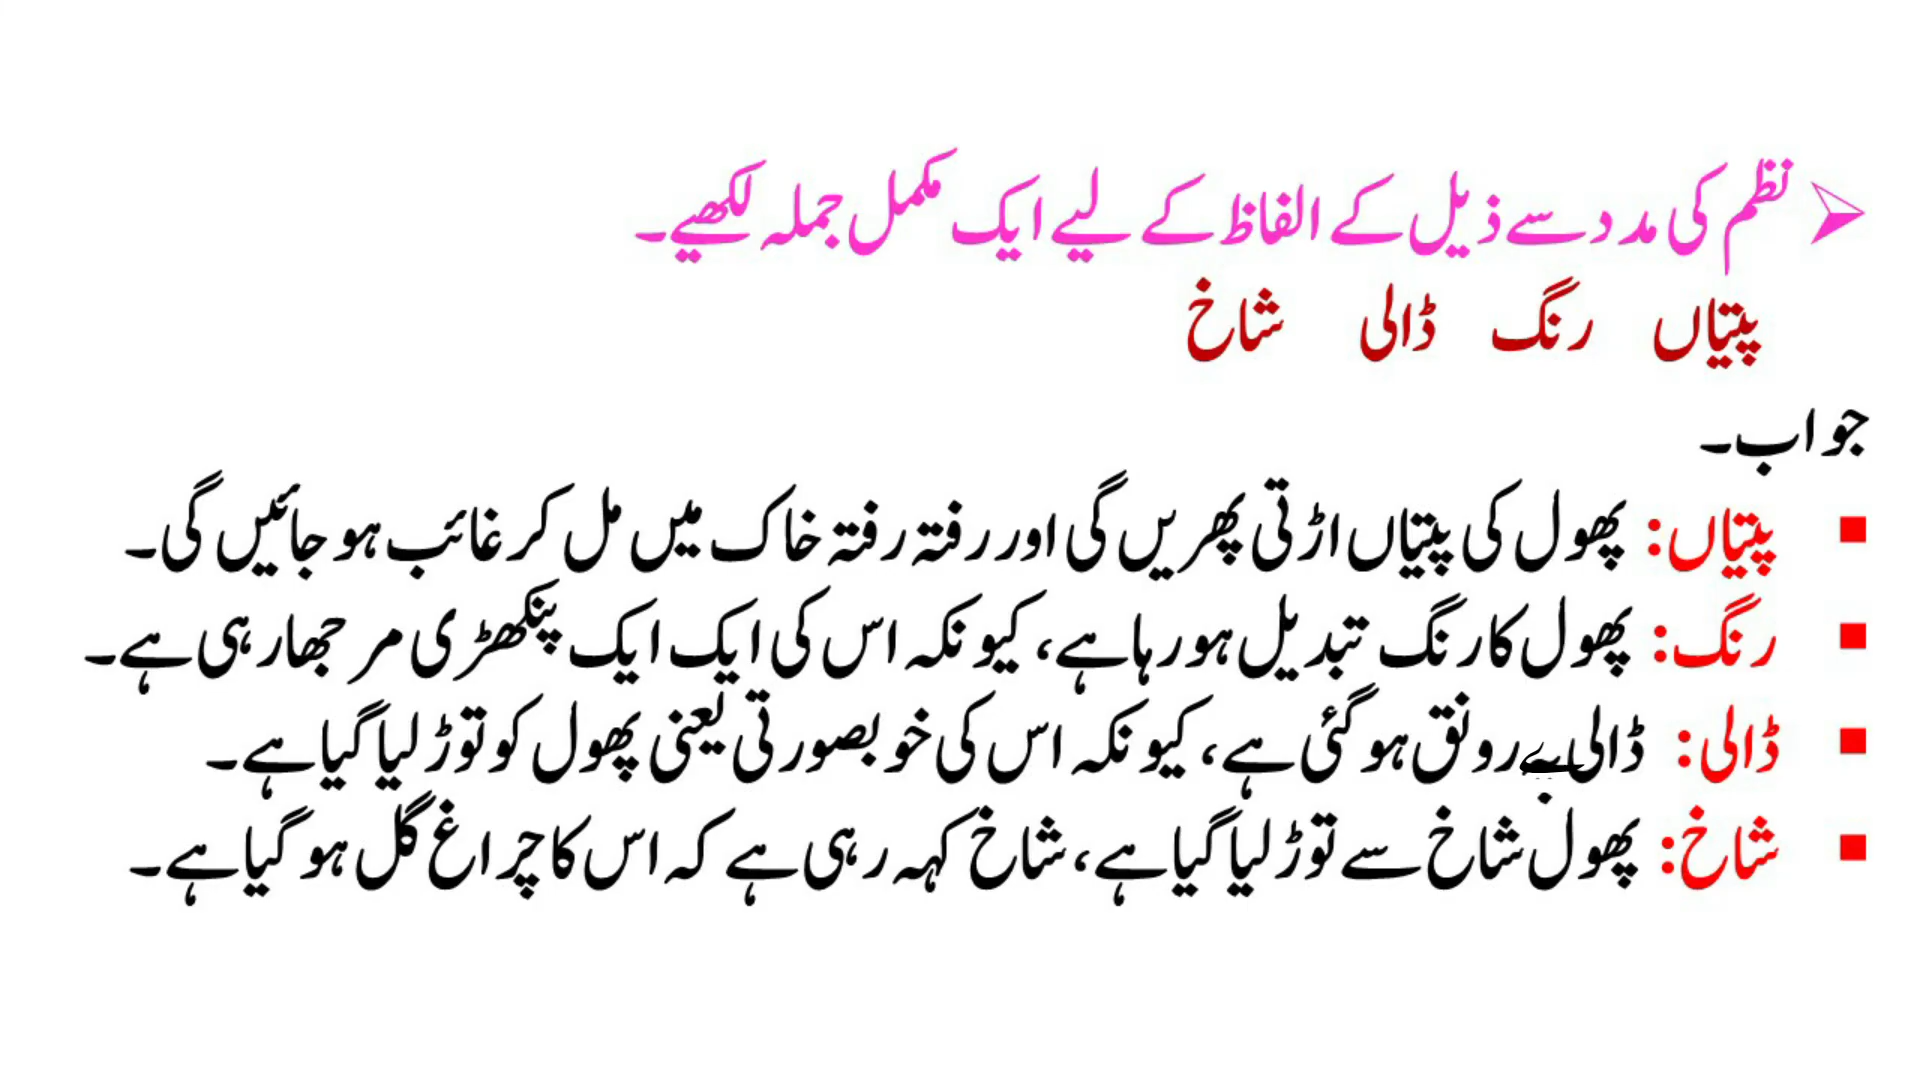 نظم کی مدد سے ذیل کے الفاظ کے لیے ایک مکمل جملہ لکھیے۔
پتیاں رنگ ڈالی شاخ
جواب۔
پتیاں: پھول کی پتیاں اڑتی پھریں گی اور رفتہ رفتہ خاک میں مل کر غائب ہو جائیں گی۔
رنگ: پھول کا رنگ تبدیل ہو رہا ہے، کیونکہ اس کی ایک ایک پنکھڑی مرجھا رہی ہے۔
ڈالی: ڈالی بے رونق ہو گئی ہے، کیونکہ اس کی خوبصورتی یعنی پھول کو توڑ لیا گیا ہے۔
شاخ: پھول شاخ سے توڑ لیا گیا ہے، شاخ کہہ رہی ہے کہ اس کا چراغ گل ہو گیا ہے۔